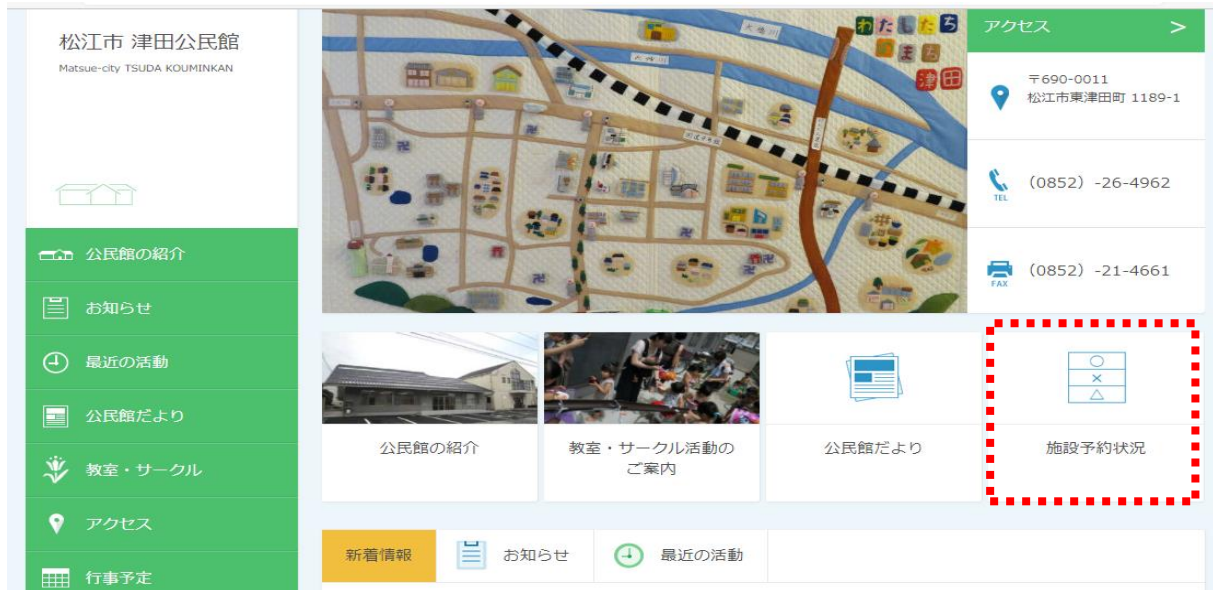 松江市 津田公民館
Matsue-city TSUDA KOUMINKAN
公民館の紹介
お知らせ
最近の活動
公民館だより
教室・サークル
アクセス
行事予定
わたしたち
のまち
津田
大橋川
アクセス >
〒690-0011
松江市東津田町 1189-1
TEL
(0852) -26-4962
FAX
(0852) -21-4661
公民館の紹介
教室・サークル活動の
ご案内
公民館だより
施設予約状況
新着情報
お知らせ
最近の活動